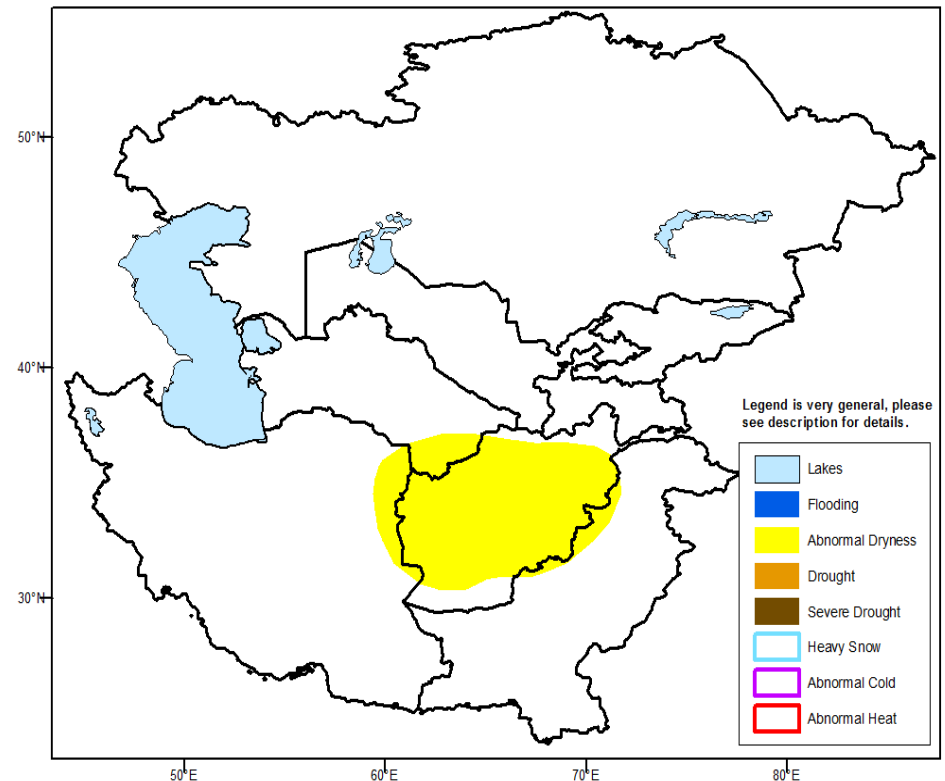 50°N
40°N
30°N
Legend is very general, please
see description for details.
Lakes
Flooding
Abnormal Dryness
Drought
Severe Drought
Heavy Snow
Abnormal Cold
Abnormal Heat
50°E
60°E
70°E
80°E